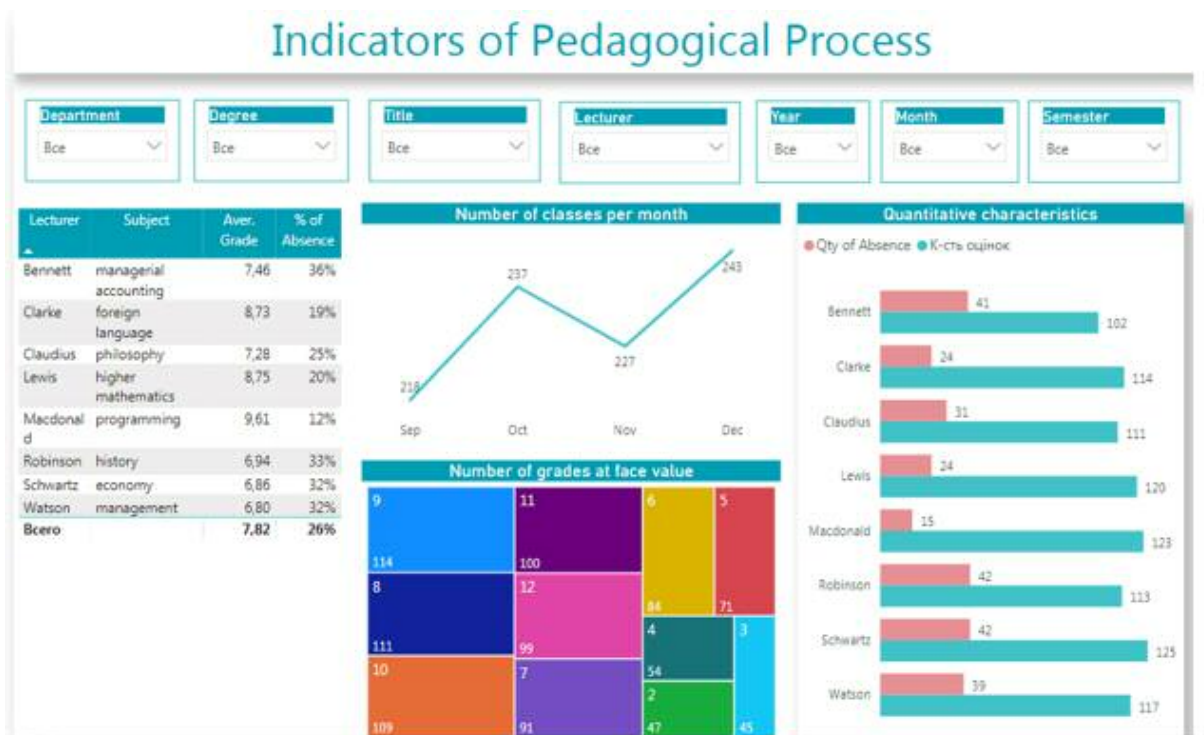 Indicators of Pedagogical Process
Department
Все
Degree
Все
Title
Все
Lecturer
Все
Year
Все
Month
Все
Semester
Все
Lecturer Subject Aver. Grade % of Absence
Bennett managerial accounting 7,46 36%
Clarke foreign language 8,73 19%
Claudius philosophy 7,28 25%
Lewis higher mathematics 8,75 20%
Macdonald programming 9,61 12%
Robinson history 6,94 33%
Schwartz economy 6,86 32%
Watson management 6,80 32%
Всего 7,82 26%
Number of classes per month
218
237
227
243
Sep Oct Nov Dec
Number of grades at face value
9
114
8
111
10
109
11
100
12
99
7
91
6
84
5
71
4
54
2
47
3
45
Quantitative characteristics
Qty of Absence К-сть оцінок
Bennett 41 102
Clarke 24 114
Claudius 31 111
Lewis 24 120
Macdonald 15 123
Robinson 42 113
Schwartz 42 125
Watson 39 117